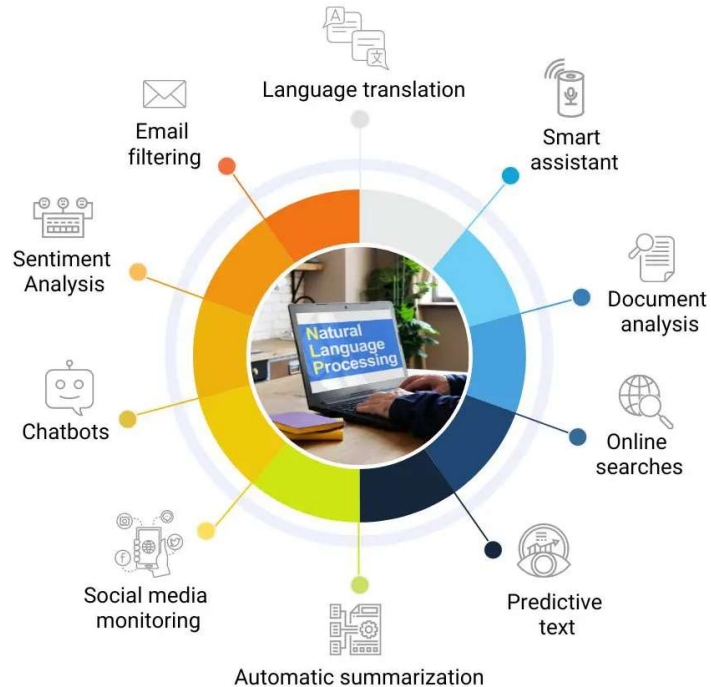 Language translation
Smart
assistant
Document
analysis
Online
searches
Predictive
text
Automatic summarization
Social media
monitoring
Chatbots
Sentiment
Analysis
Email
filtering
Natural
Language
Processing
A
文